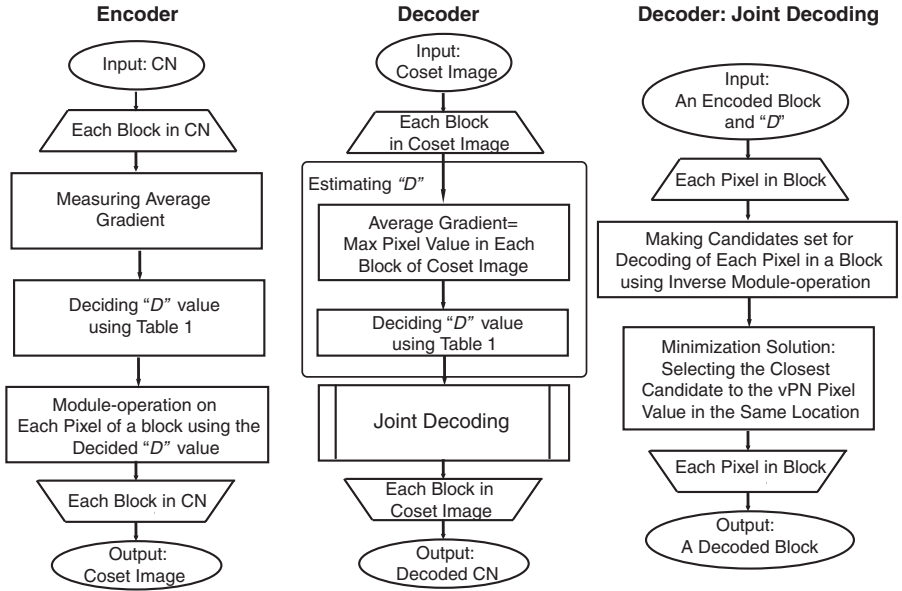 Encoder
Input: CN
Each Block in CN
Measuring Average
Gradient
Deciding “D” value
using Table 1
Module-operation on
Each Pixel of a block using the
Decided “D” value
Each Block in CN
Output:
Coset Image
Decoder
Input:
Coset Image
Each Block
in Coset Image
Estimating “D”
Average Gradient=
Max Pixel Value in Each
Block of Coset Image
Deciding “D” value
using Table 1
Joint Decoding
Each Block in
Coset Image
Output:
Decoded CN
Decoder: Joint Decoding
Input:
An Encoded Block
and “D”
Each Pixel in Block
Making Candidates set for
Decoding of Each Pixel in a Block
using Inverse Module-operation
Minimization Solution:
Selecting the Closest
Candidate to the vPN Pixel
Value in the Same Location
Each Pixel in Block
Output:
A Decoded Block